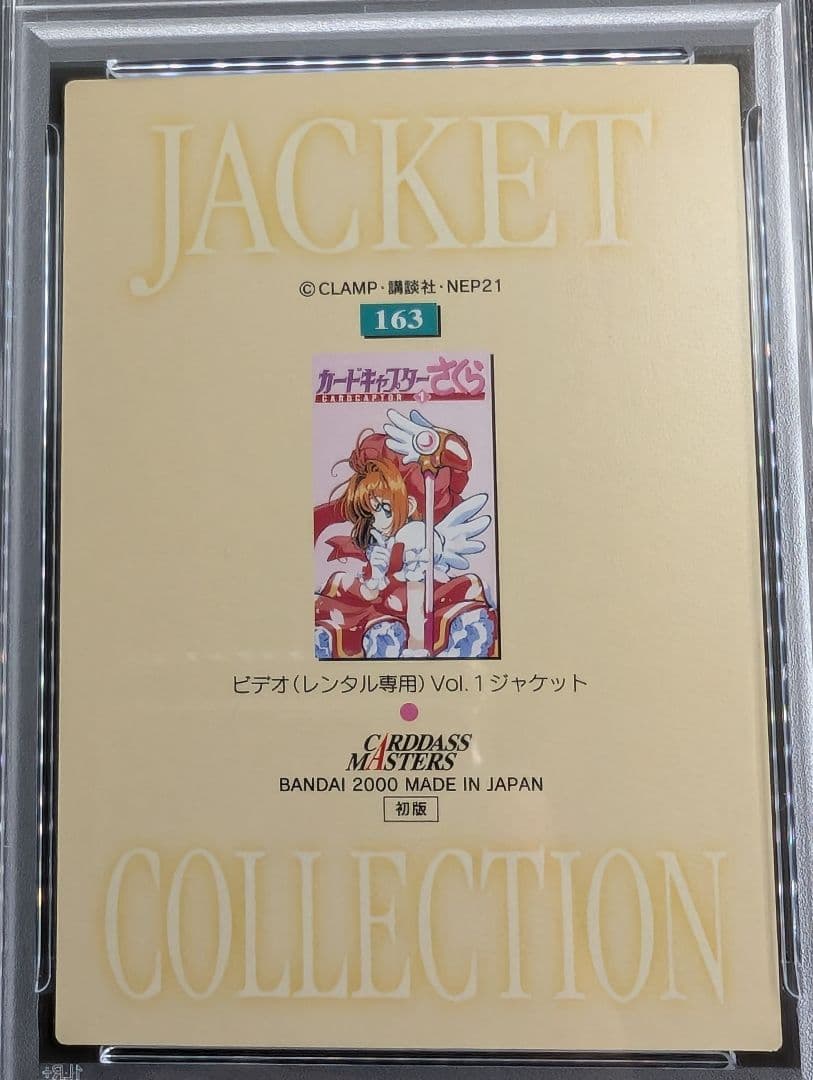 JACKET
©CLAMP・講談社・NEP21
163
カードキャプターさくら
CARDCAPTOR 1
ビデオ(レンタル専用)Vol.1ジャケット
CARDDASS
MASTERS
BANDAI 2000 MADE IN JAPAN
初版
COLLECTION